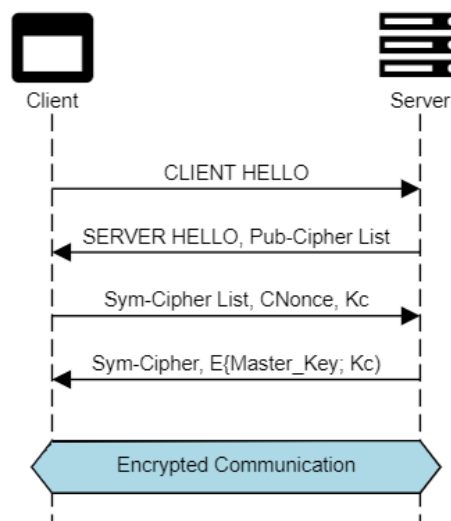 Client
Server
CLIENT HELLO
SERVER HELLO, Pub-Cipher List
Sym-Cipher List, CNonce, Kc
Sym-Cipher, E{Master_Key; Kc)
Encrypted Communication